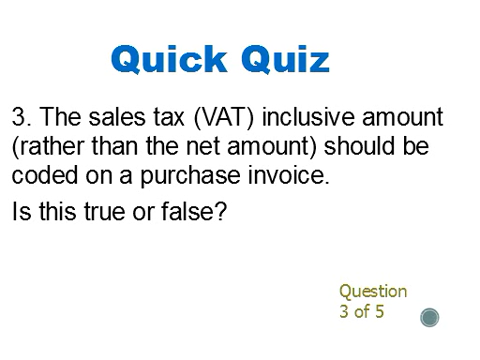 Quick Quiz
3. The sales tax (VAT) inclusive amount
(rather than the net amount) should be
coded on a purchase invoice.
Is this true or false?
Question
3 of 5